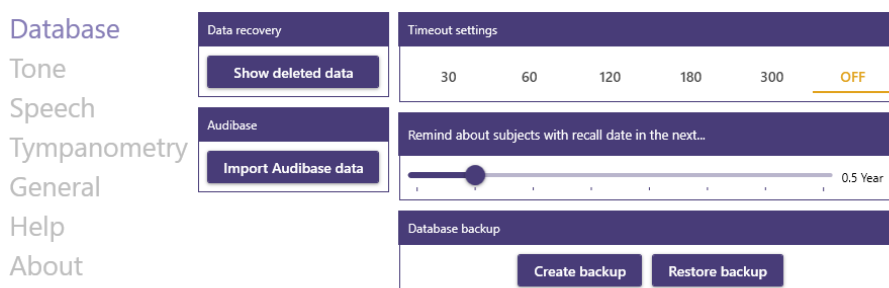 Database
Tone
Speech
Tympanometry
General
Help
About
Data recovery
Show deleted data
Audibase
Import Audibase data
Timeout settings
30 60 120 180 300 OFF
Remind about subjects with recall date in the next...
0.5 Year
Database backup
Create backup Restore backup